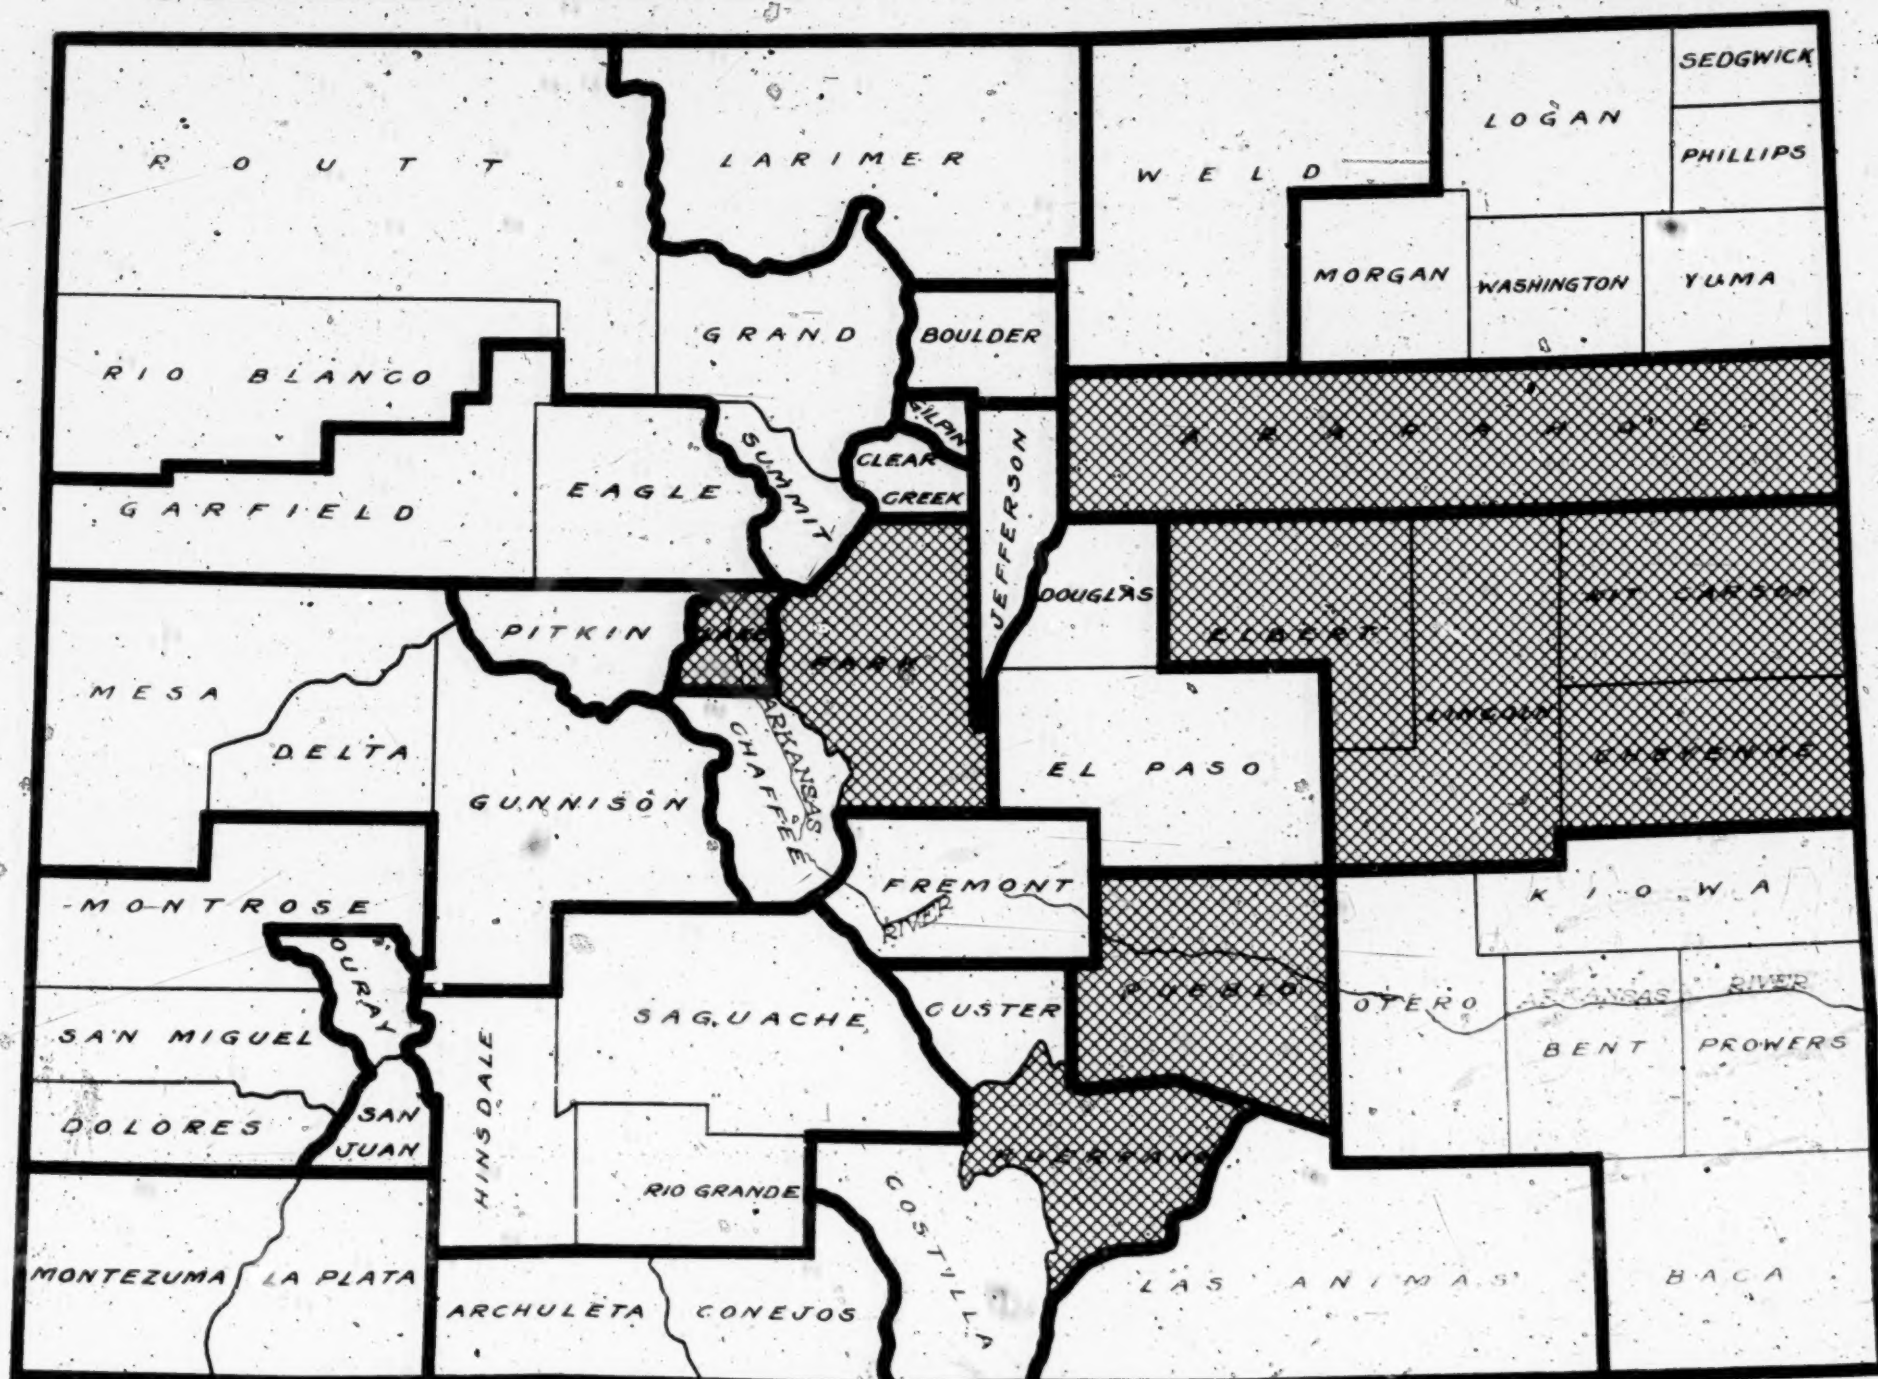 SEDGWICK
LOGAN
ROUTT
LARIMER
WELD
PHILLIPS
MORGAN
WASHINGTON
YUMA
GRAND
BOULDER
RIO BLANCO
GILPIN
ARAPAHOE
SUMMIT
CLEAR
CREEK
EAGLE
GARFIELD
JEFFERSON
DOUGLAS
KIT CARSON
PITKIN
LAKE
ELBERT
PARK
MESA
LINCOLN
DELTA
CHEYENNE
GUNNISON
CHAFFEE
ARKANSAS
EL PASO
FREMONT
RIVER
KIOWA
MONTROSE
OURAY
PUEBLO
OTERO
ARKANSAS
RIVER
SAGUACHE
CUSTER
SAN MIGUEL
BENT
PROWERS
HINSDALE
DOLORES
SAN
JUAN
HUERFANO
RIO GRANDE
COSTILLA
MONTEZUMA
LA PLATA
ARCHULETA
CONEJOS
LAS ANIMAS
BACA